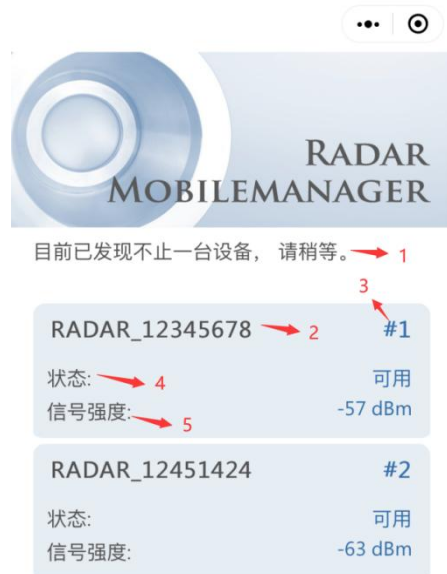 RADAR
MOBILEMANAGER
目前已发现不止一台设备， 请稍等。 1
3
RADAR_12345678 2 #1
状态: 4 可用
信号强度: 5 -57 dBm
RADAR_12451424 #2
状态: 可用
信号强度: -63 dBm